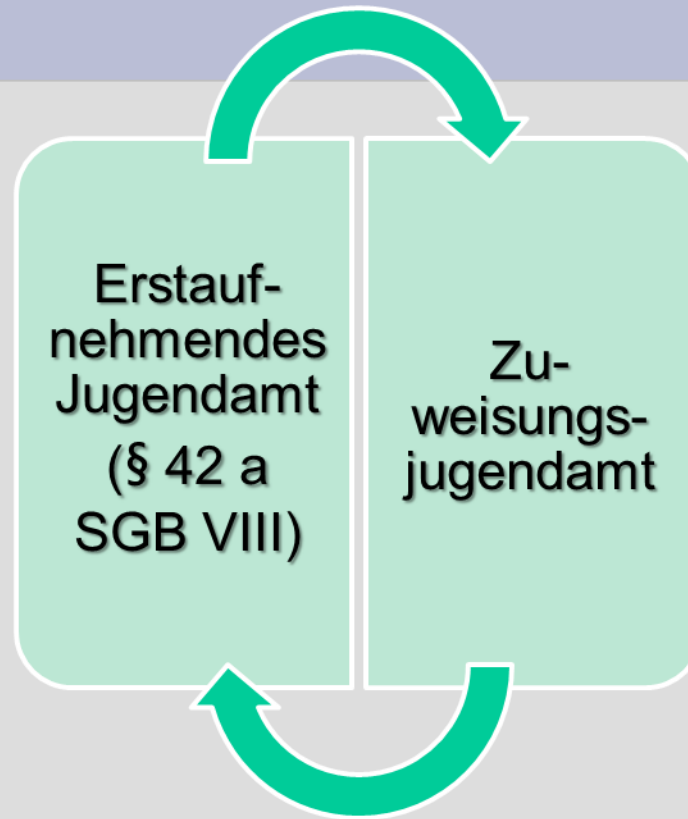 Erstauf-
nehmendes
Jugendamt
(§ 42 a
SGB VIII)
Zu-
weisungs-
jugendamt